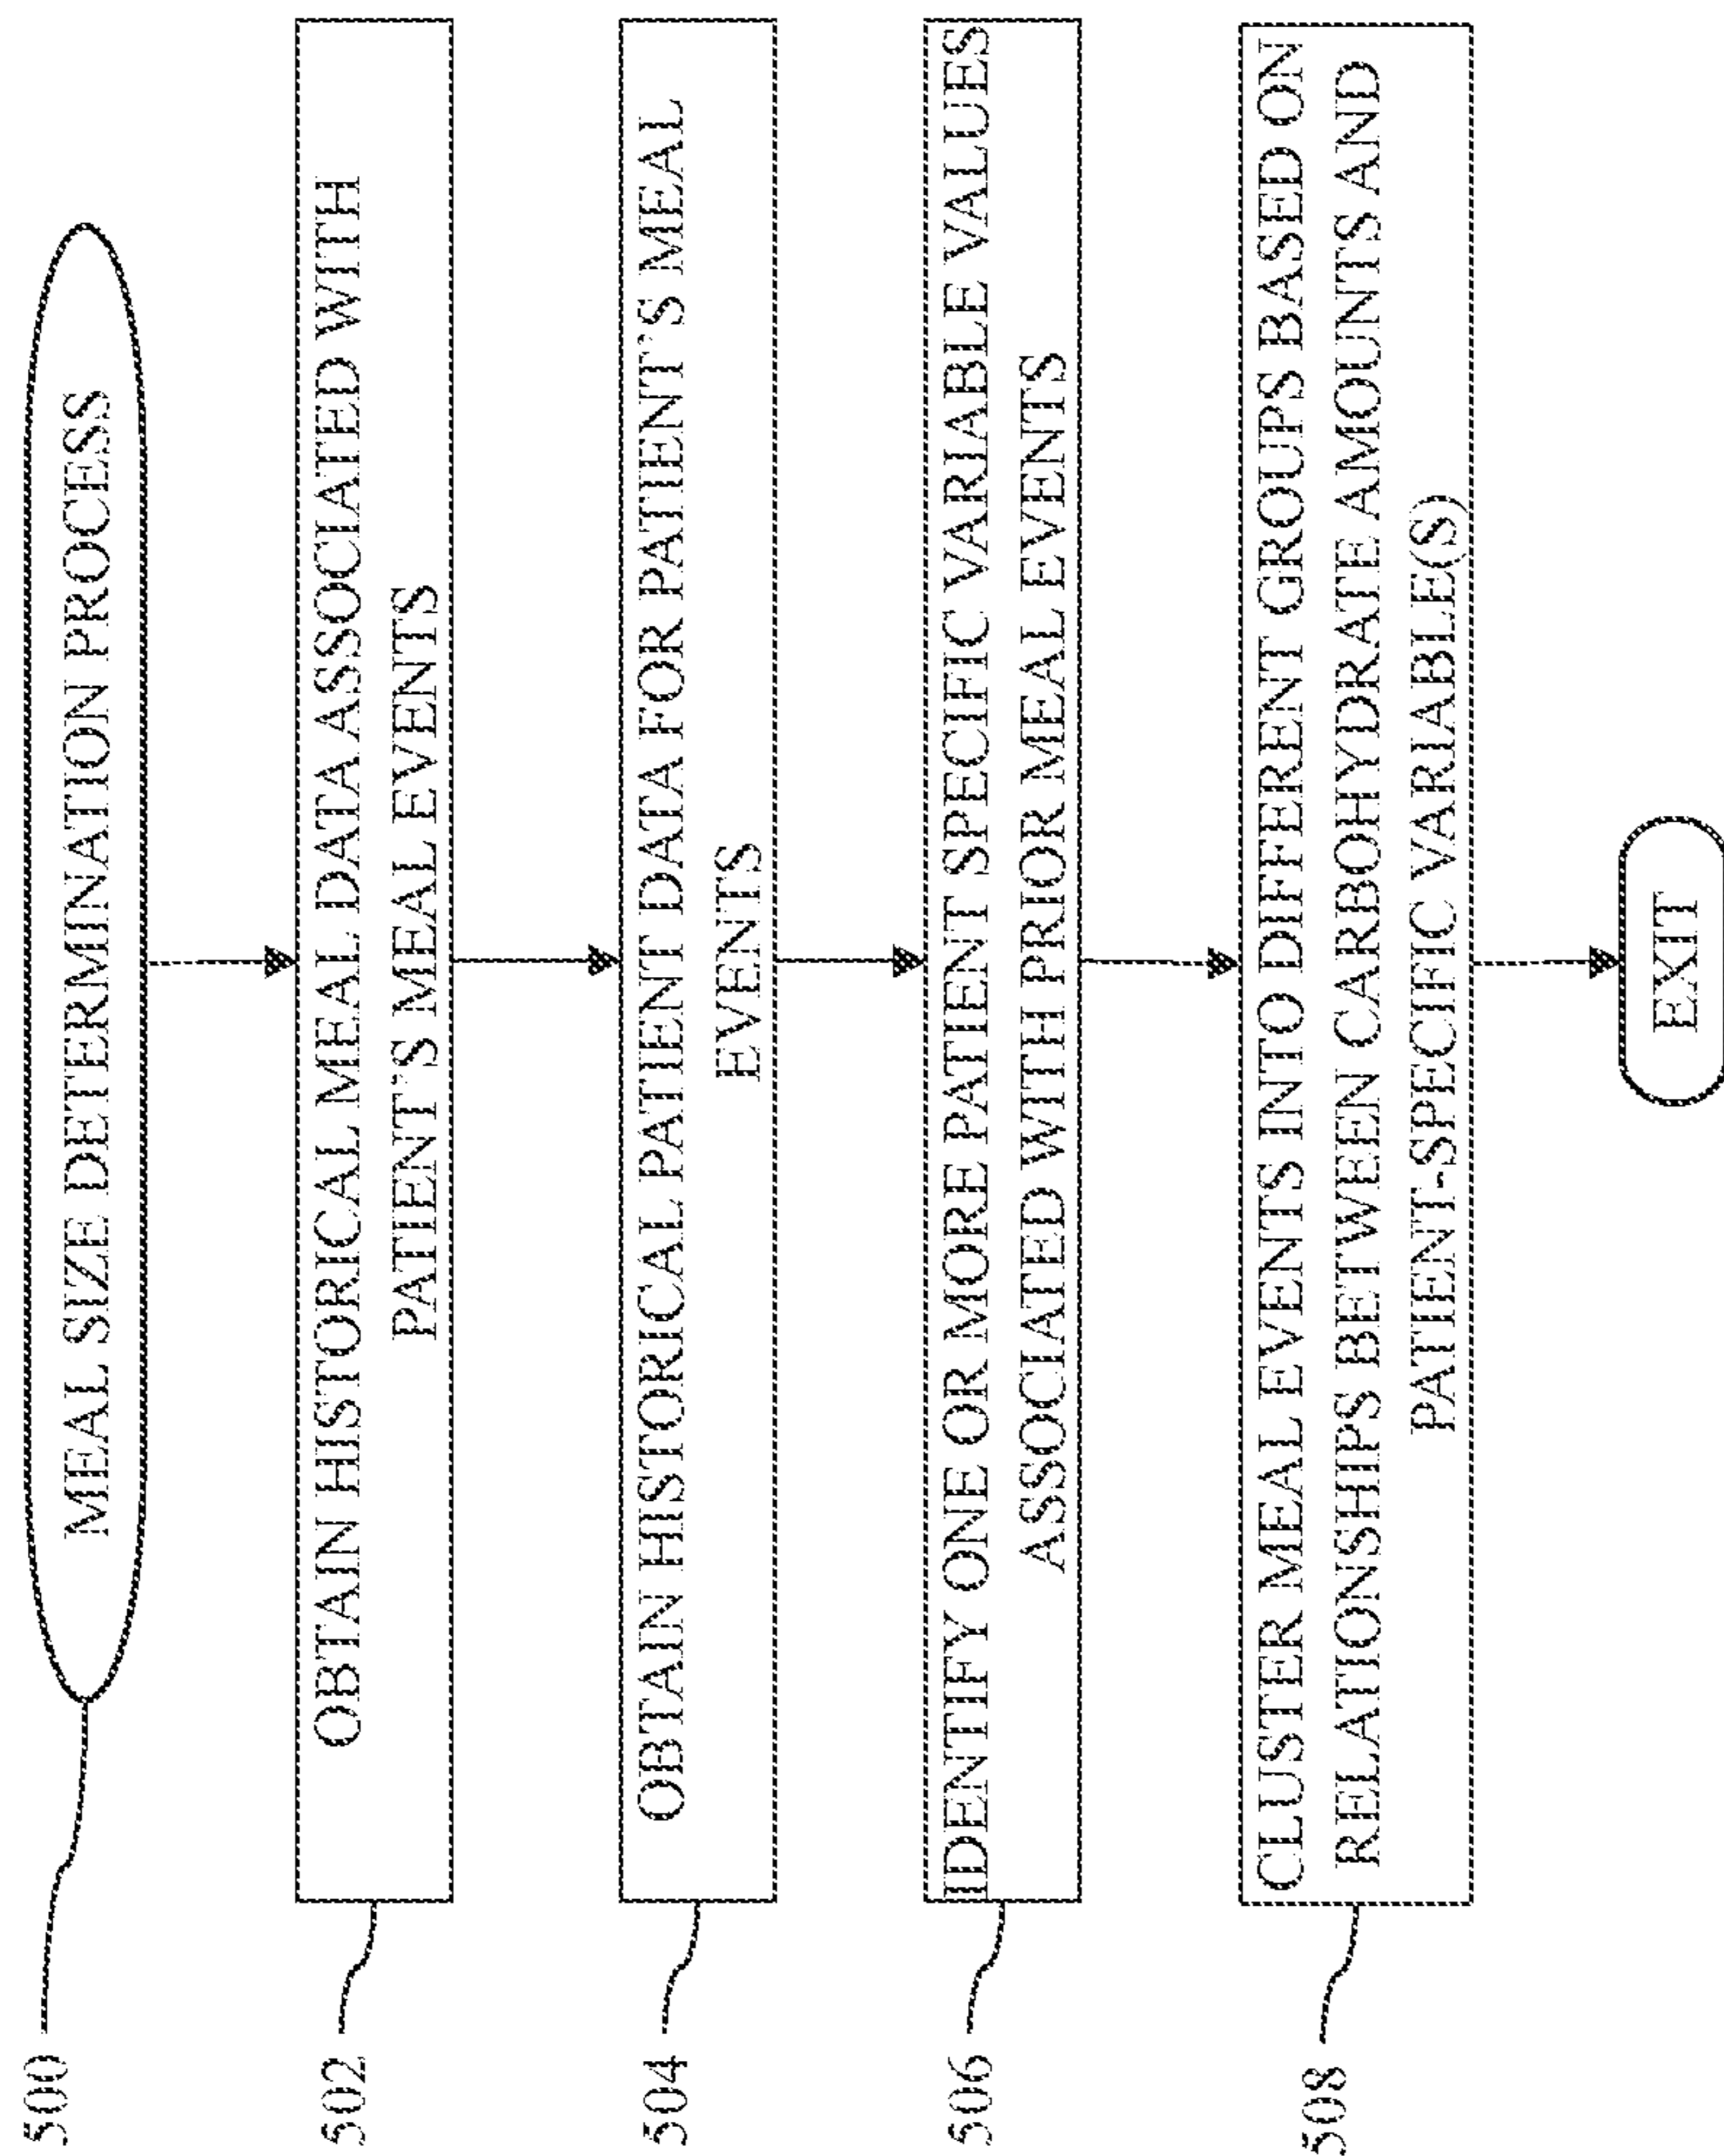 500
MEAL SIZE DETERMINATION PROCESS
502
OBTAIN HISTORICAL MEAL DATA ASSOCIATED WITH
PATIENT'S MEAL EVENTS
504
OBTAIN HISTORICAL PATIENT DATA FOR PATIENT'S MEAL
EVENTS
506
IDENTIFY ONE OR MORE PATIENT SPECIFIC VARIABLE VALUES
ASSOCIATED WITH PRIOR MEAL EVENTS
508
CLUSTER MEAL EVENTS INTO DIFFERENT GROUPS BASED ON
RELATIONSHIPS BETWEEN CARBOHYDRATE AMOUNTS AND
PATIENT-SPECIFIC VARIABLE(S)
EXIT